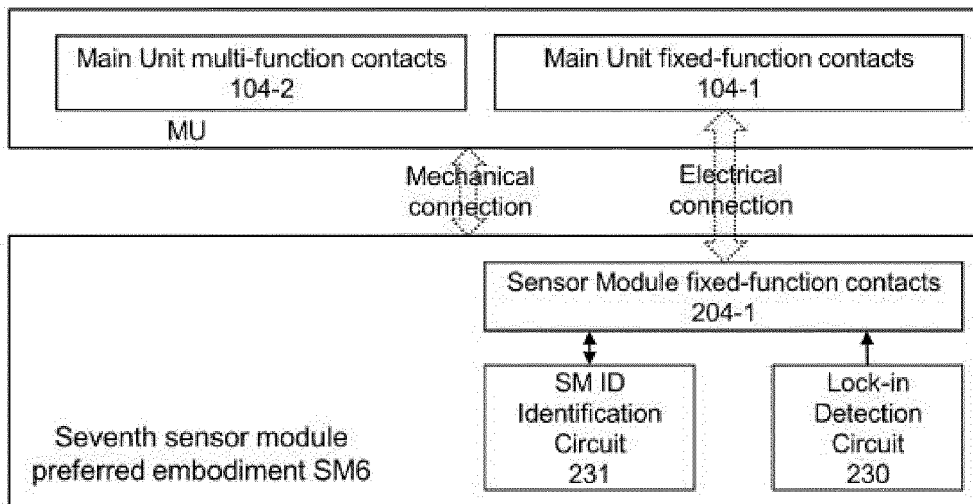 Main Unit multi-function contacts
104-2
Main Unit fixed-function contacts
104-1
MU
Mechanical
connection
Electrical
connection
Sensor Module fixed-function contacts
204-1
SM ID
Identification
Circuit
231
Lock-in
Detection
Circuit
230
Seventh sensor module
preferred embodiment SM6